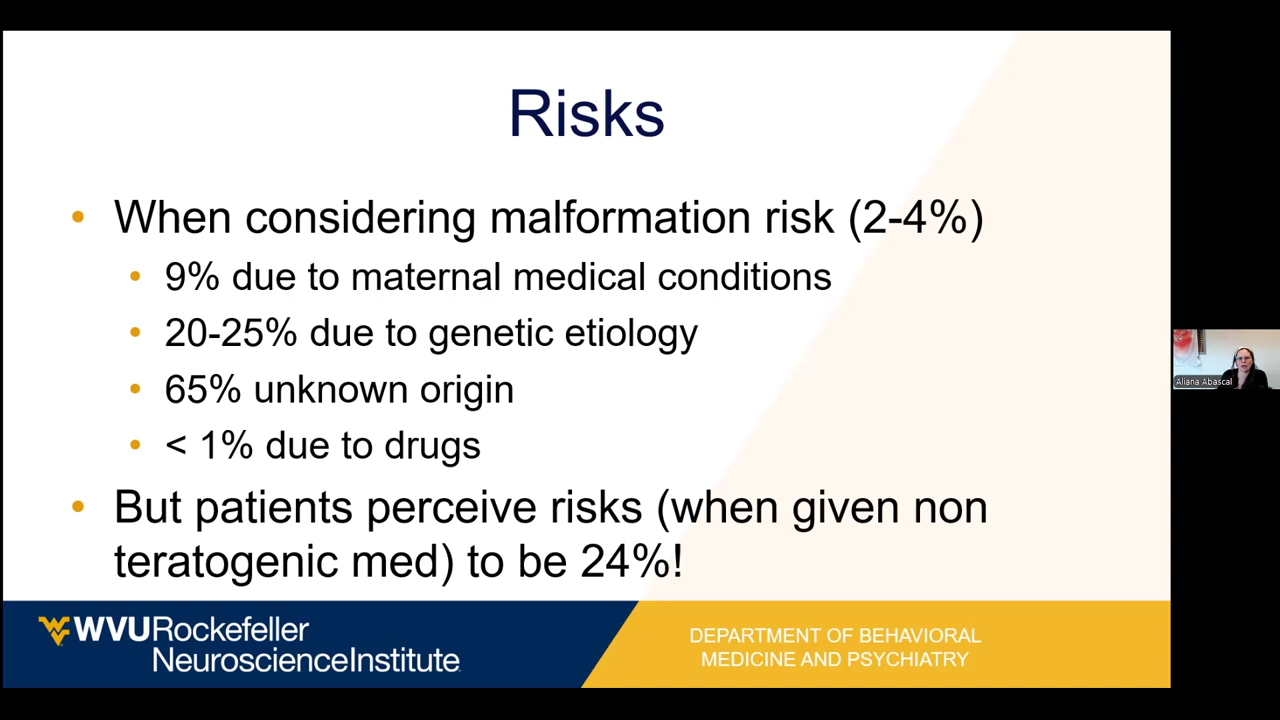 Risks
• When considering malformation risk (2-4%)
• 9% due to maternal medical conditions
• 20-25% due to genetic etiology
• 65% unknown origin
• < 1% due to drugs
• But patients perceive risks (when given non
teratogenic med) to be 24%!
WVURockefeller
NeuroscienceInstitute
DEPARTMENT OF BEHAVIORAL
MEDICINE AND PSYCHIATRY
Aliana Abascal